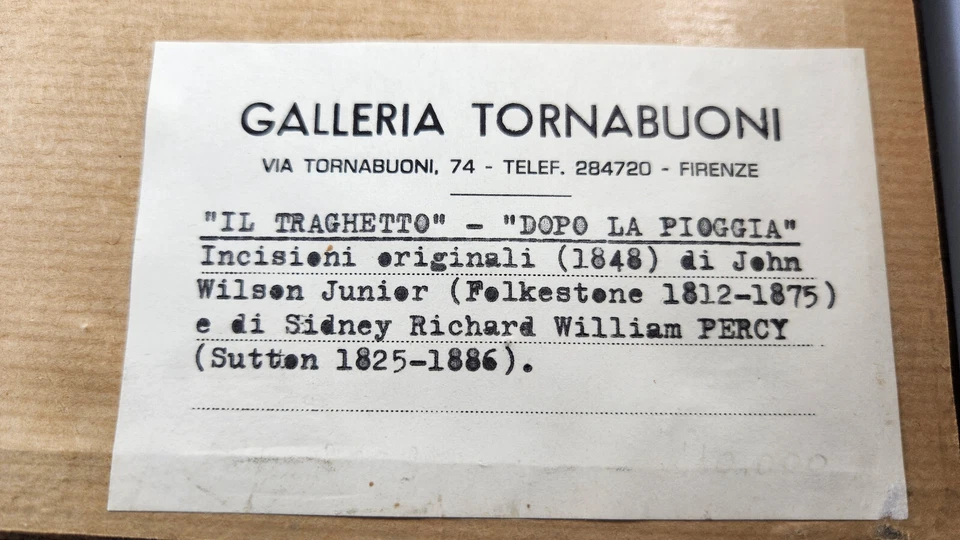 GALLERIA TORNABUONI
VIA TORNABUONI, 74 - TELEF. 284720 - FIRENZE
"IL TRAGHETTO" - "DOPO LA PIOGGIA"
Incisioni originali (1848) di John
Wilson Junior (Folkestone 1812-1875)
e di Sidney Richard William PERCY
(Sutton 1825-1886).